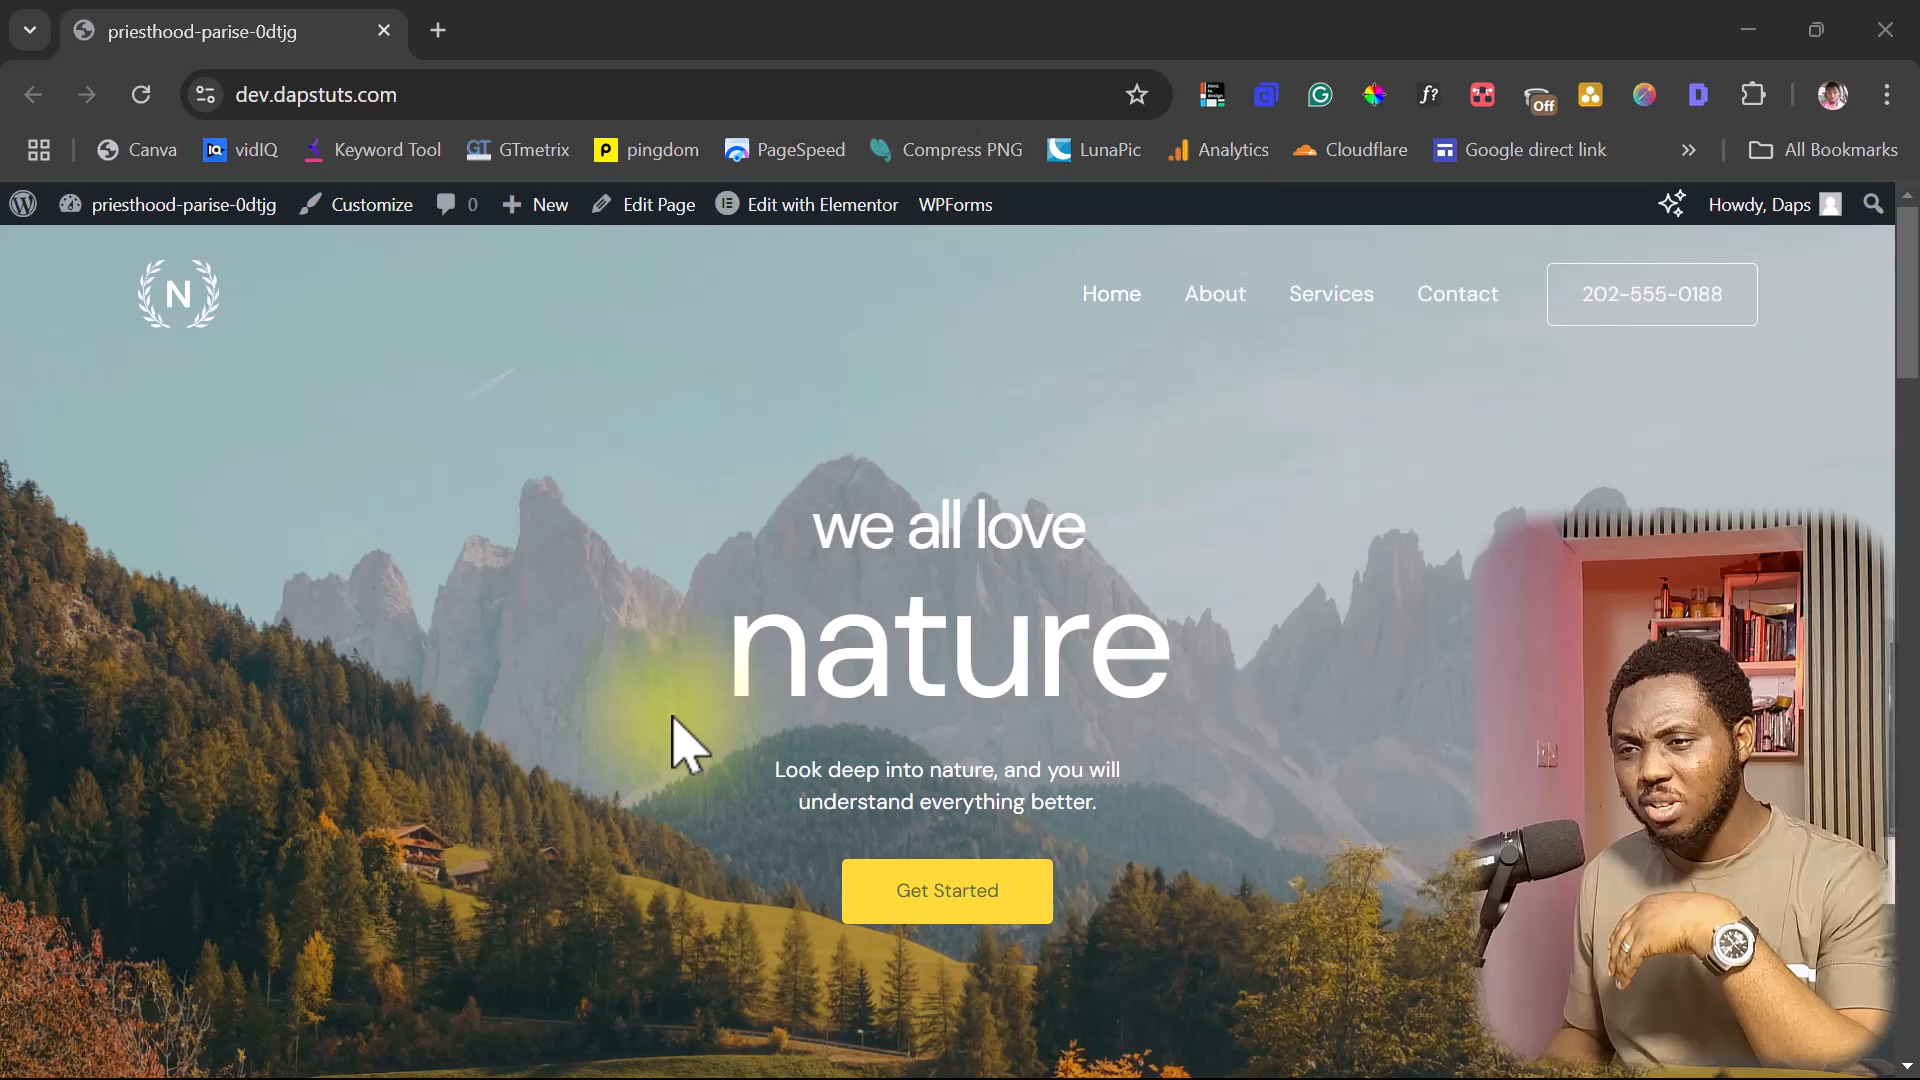 priesthood-parise-0dtjg
dev.dapstuts.com
Off
Canva
vidIQ
Keyword Tool
GTmetrix
pingdom
PageSpeed
Compress PNG
LunaPic
Analytics
Cloudflare
Google direct link
All Bookmarks
priesthood-parise-0dtjg
Customize
0
New
Edit Page
Edit with Elementor
WPForms
Howdy, Daps
N
Home
About
Services
Contact
202-555-0188
we all love
nature
Look deep into nature, and you will
understand everything better.
Get Started